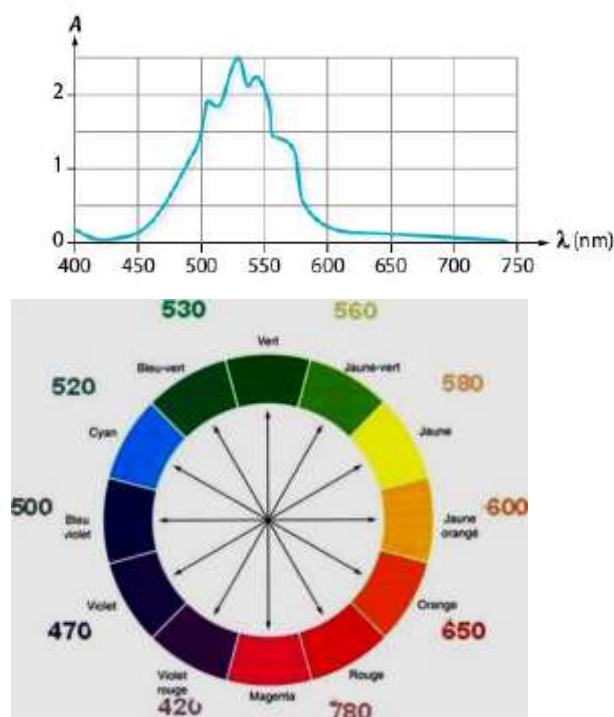 A
2
1
0
400 450 500 550 600 650 700 750
λ (nm)
530 560
Vert
Bleu-vert Jaune-vert
520 580
Cyan Jaune
500 600
Bleu violet
Jaune orangé
Violet Orange
470 650
Violet rouge
Rouge
Magenta
420 780